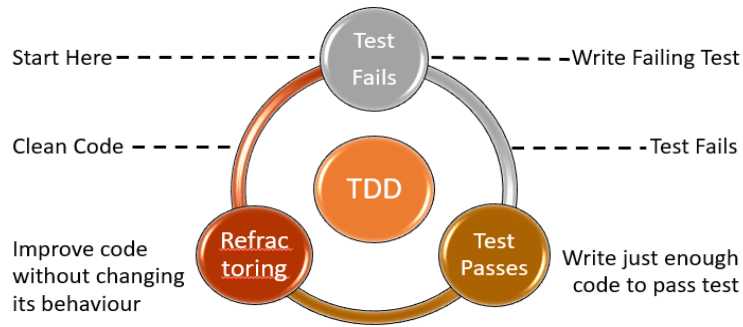 Start Here
Test
Fails
Write Failing Test
Clean Code
Test Fails
TDD
Refrac
toring
Test
Passes
Improve code
without changing
its behaviour
Write just enough
code to pass test